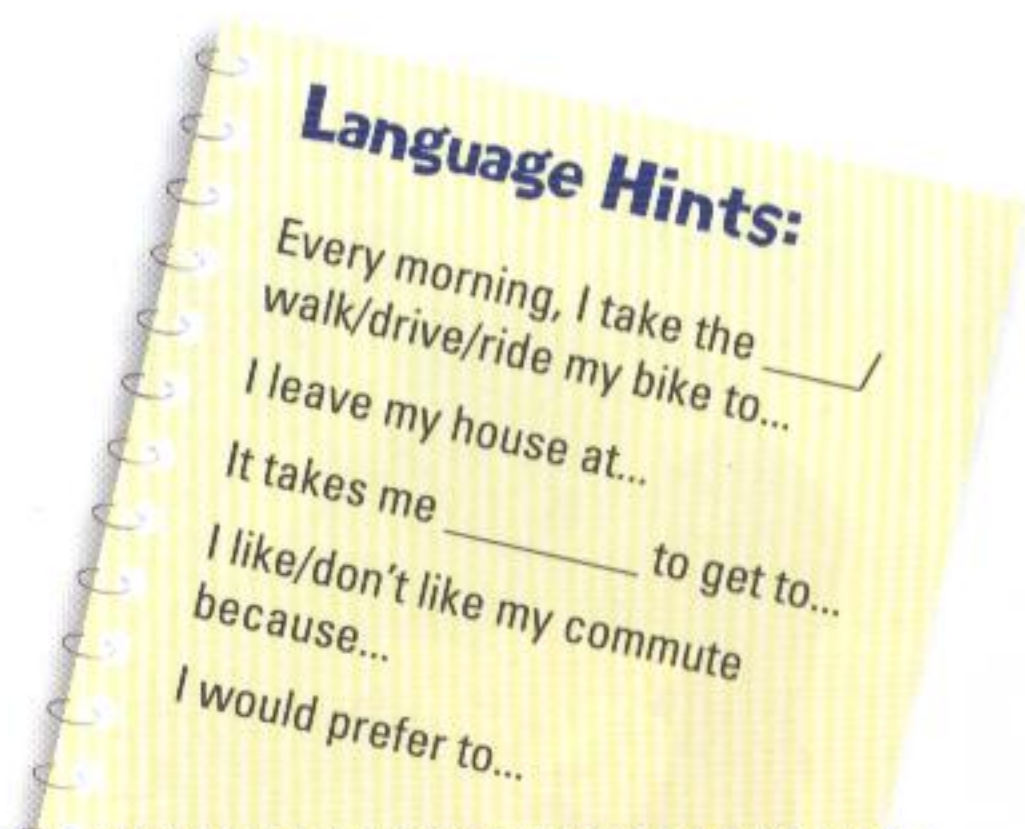 Language Hints:
Every morning, I take the ____/
walk/drive/ride my bike to...
I leave my house at...
It takes me ________ to get to...
I like/don't like my commute
because...
I would prefer to...